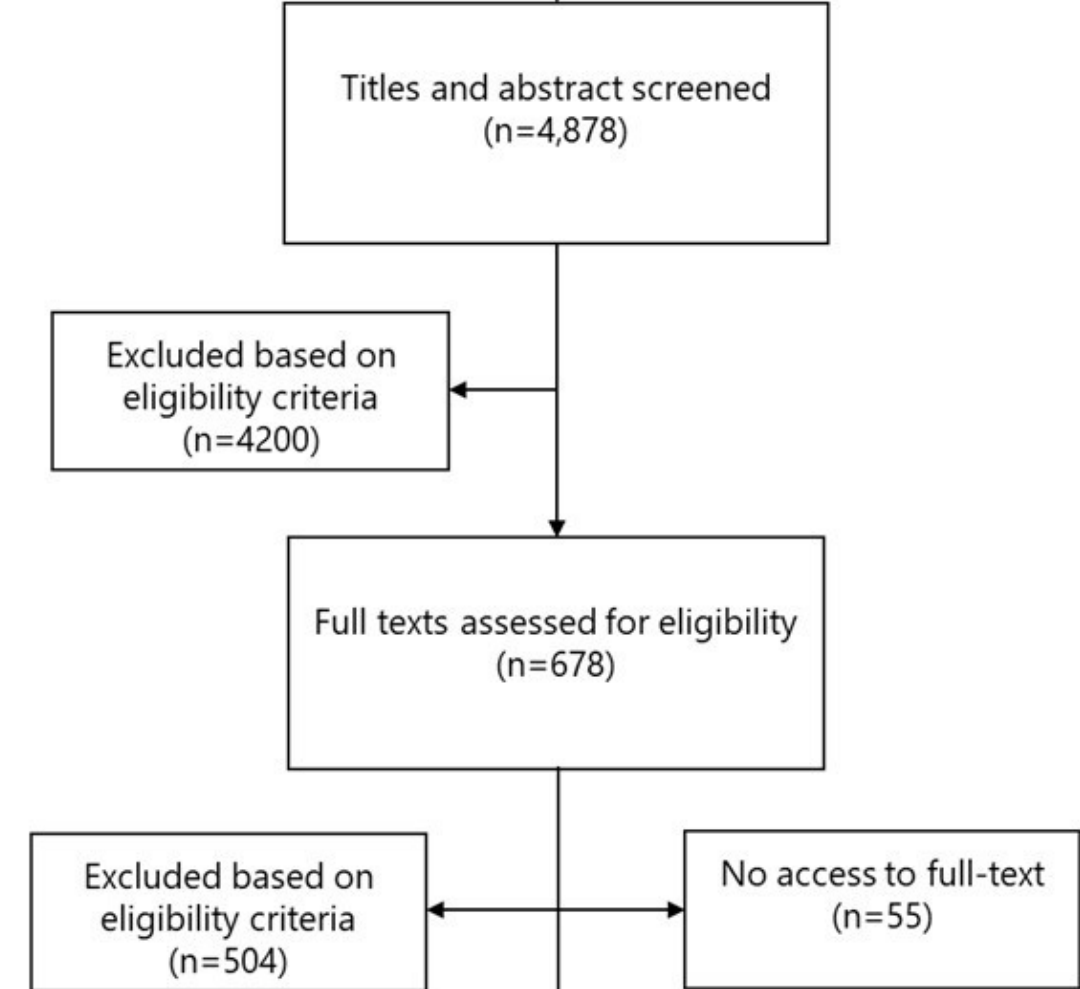 Titles and abstract screened
(n=4,878)
Excluded based on
eligibility criteria
(n=4200)
Full texts assessed for eligibility
(n=678)
Excluded based on
eligibility criteria
(n=504)
No access to full-text
(n=55)